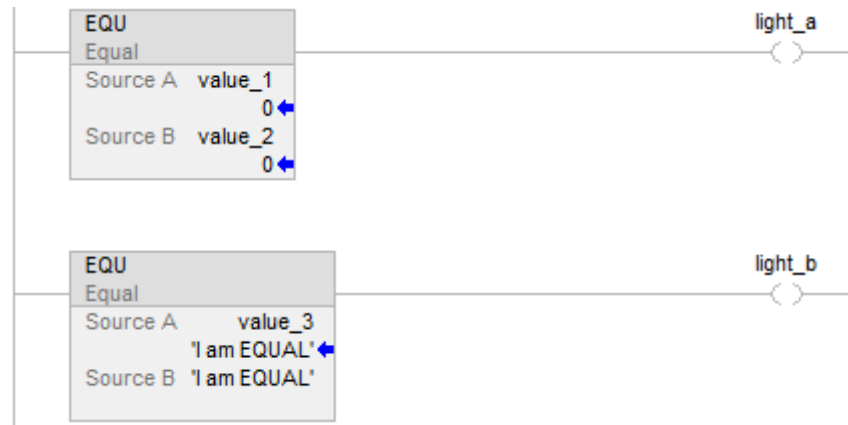 EQU
Equal
Source A value_1
0
Source B value_2
0
light_a
EQU
Equal
Source A value_3
'I am EQUAL'
Source B 'I am EQUAL'
light_b